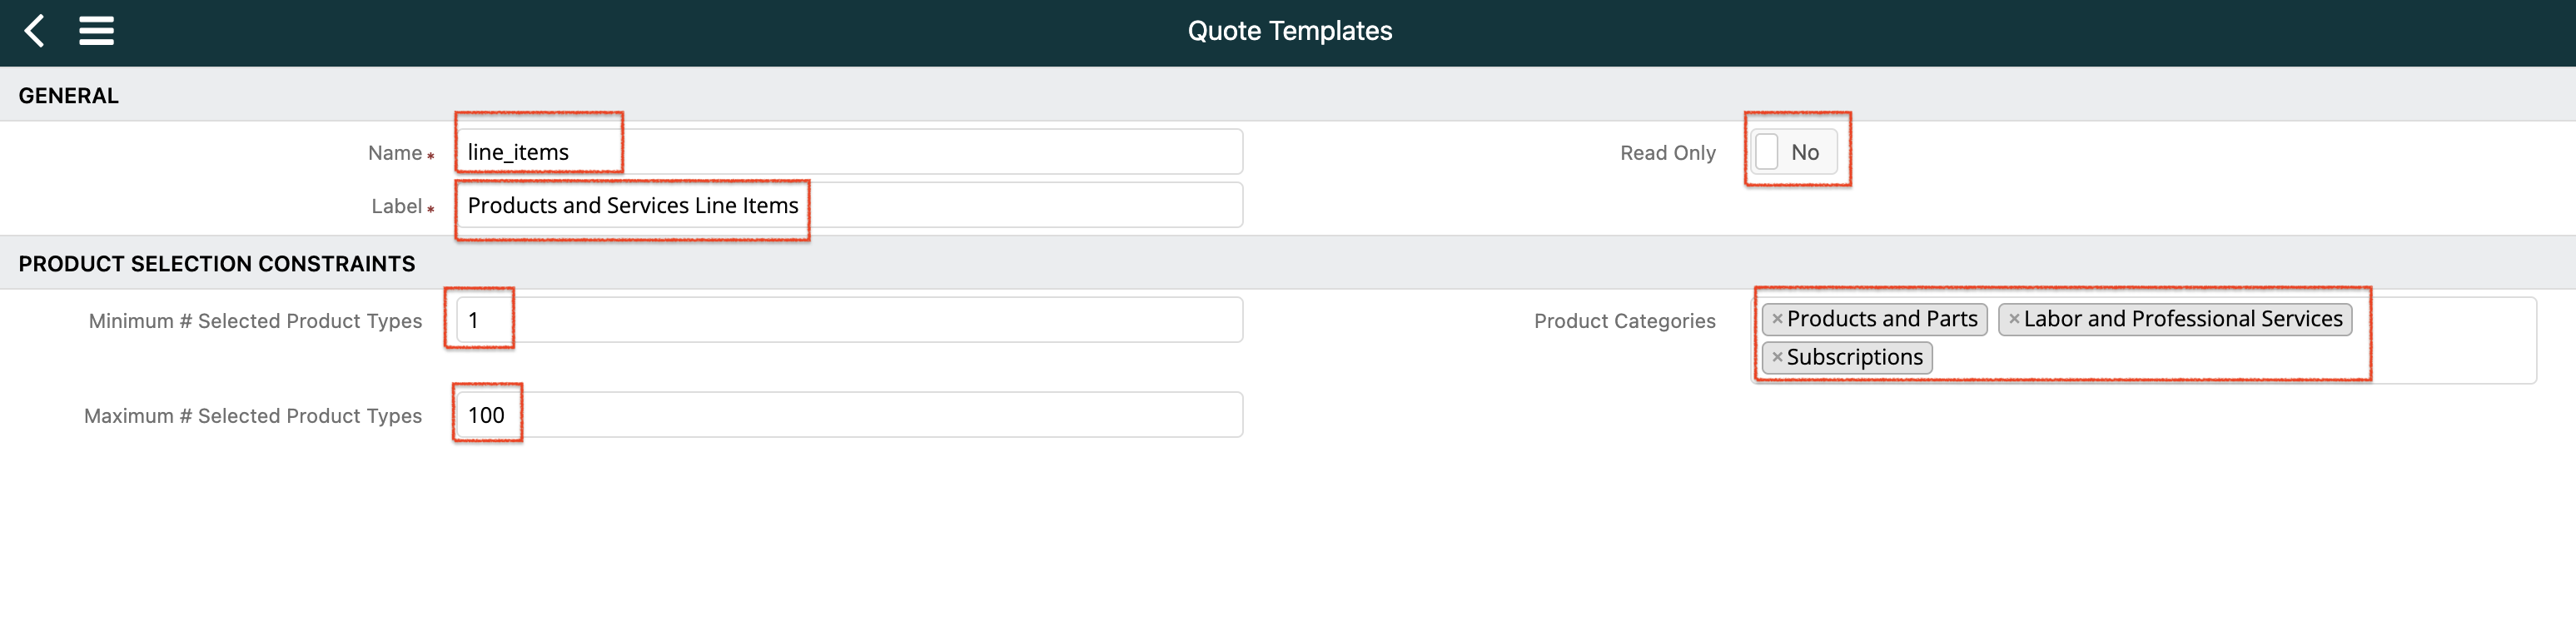 Quote Templates
GENERAL
Name * line_items
Read Only No
Label * Products and Services Line Items
PRODUCT SELECTION CONSTRAINTS
Minimum # Selected Product Types 1
Product Categories ×Products and Parts ×Labor and Professional Services
×Subscriptions
Maximum # Selected Product Types 100